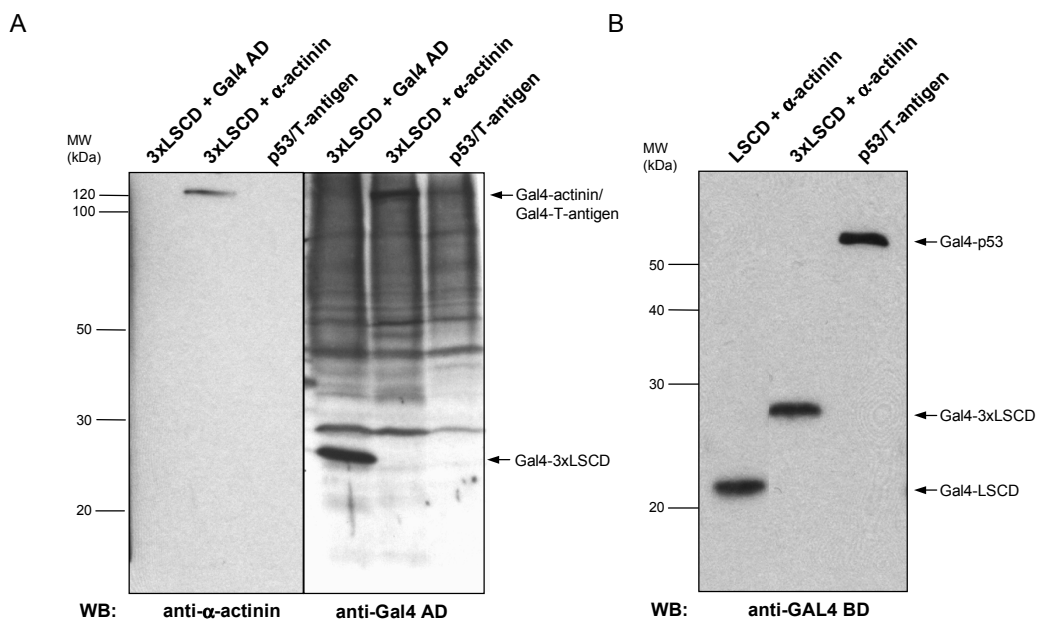 A
3xLSCD + Gal4 AD
3xLSCD + α-actinin
p53/T-antigen
3xLSCD + Gal4 AD
3xLSCD + α-actinin
p53/T-antigen
MW
(kDa)
120
100
50
30
20
Gal4-actinin/
Gal4-T-antigen
Gal4-3xLSCD
WB:
anti-α-actinin
anti-Gal4 AD
B
LSCD + α-actinin
3xLSCD + α-actinin
p53/T-antigen
MW
(kDa)
50
40
30
20
Gal4-p53
Gal4-3xLSCD
Gal4-LSCD
WB:
anti-GAL4 BD